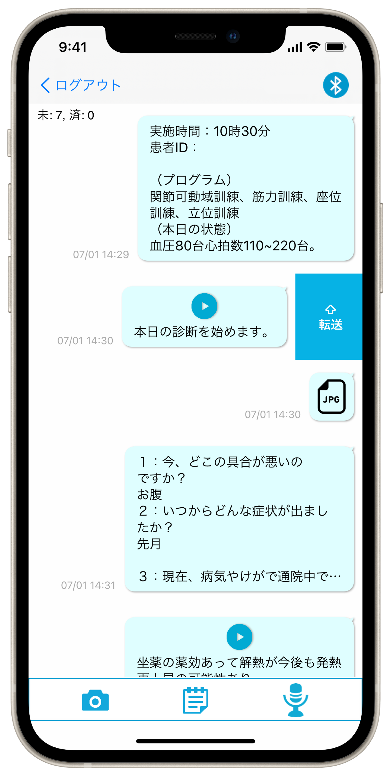 9:41
ログアウト
未: 7, 済: 0
実施時間：10時30分
患者ID：
（プログラム）
関節可動域訓練、筋力訓練、座位
訓練、立位訓練
（本日の状態）
血圧80台心拍数110~220台。
07/01 14:29
本日の診断を始めます。
07/01 14:30
転送
JPG
07/01 14:30
１：今、どこの具合が悪いの
ですか？
お腹
２：いつからどんな症状が出まし
たか？
先月
３：現在、病気やけがで通院中で…
07/01 14:31
坐薬の薬効あって解熱が今後も発熱